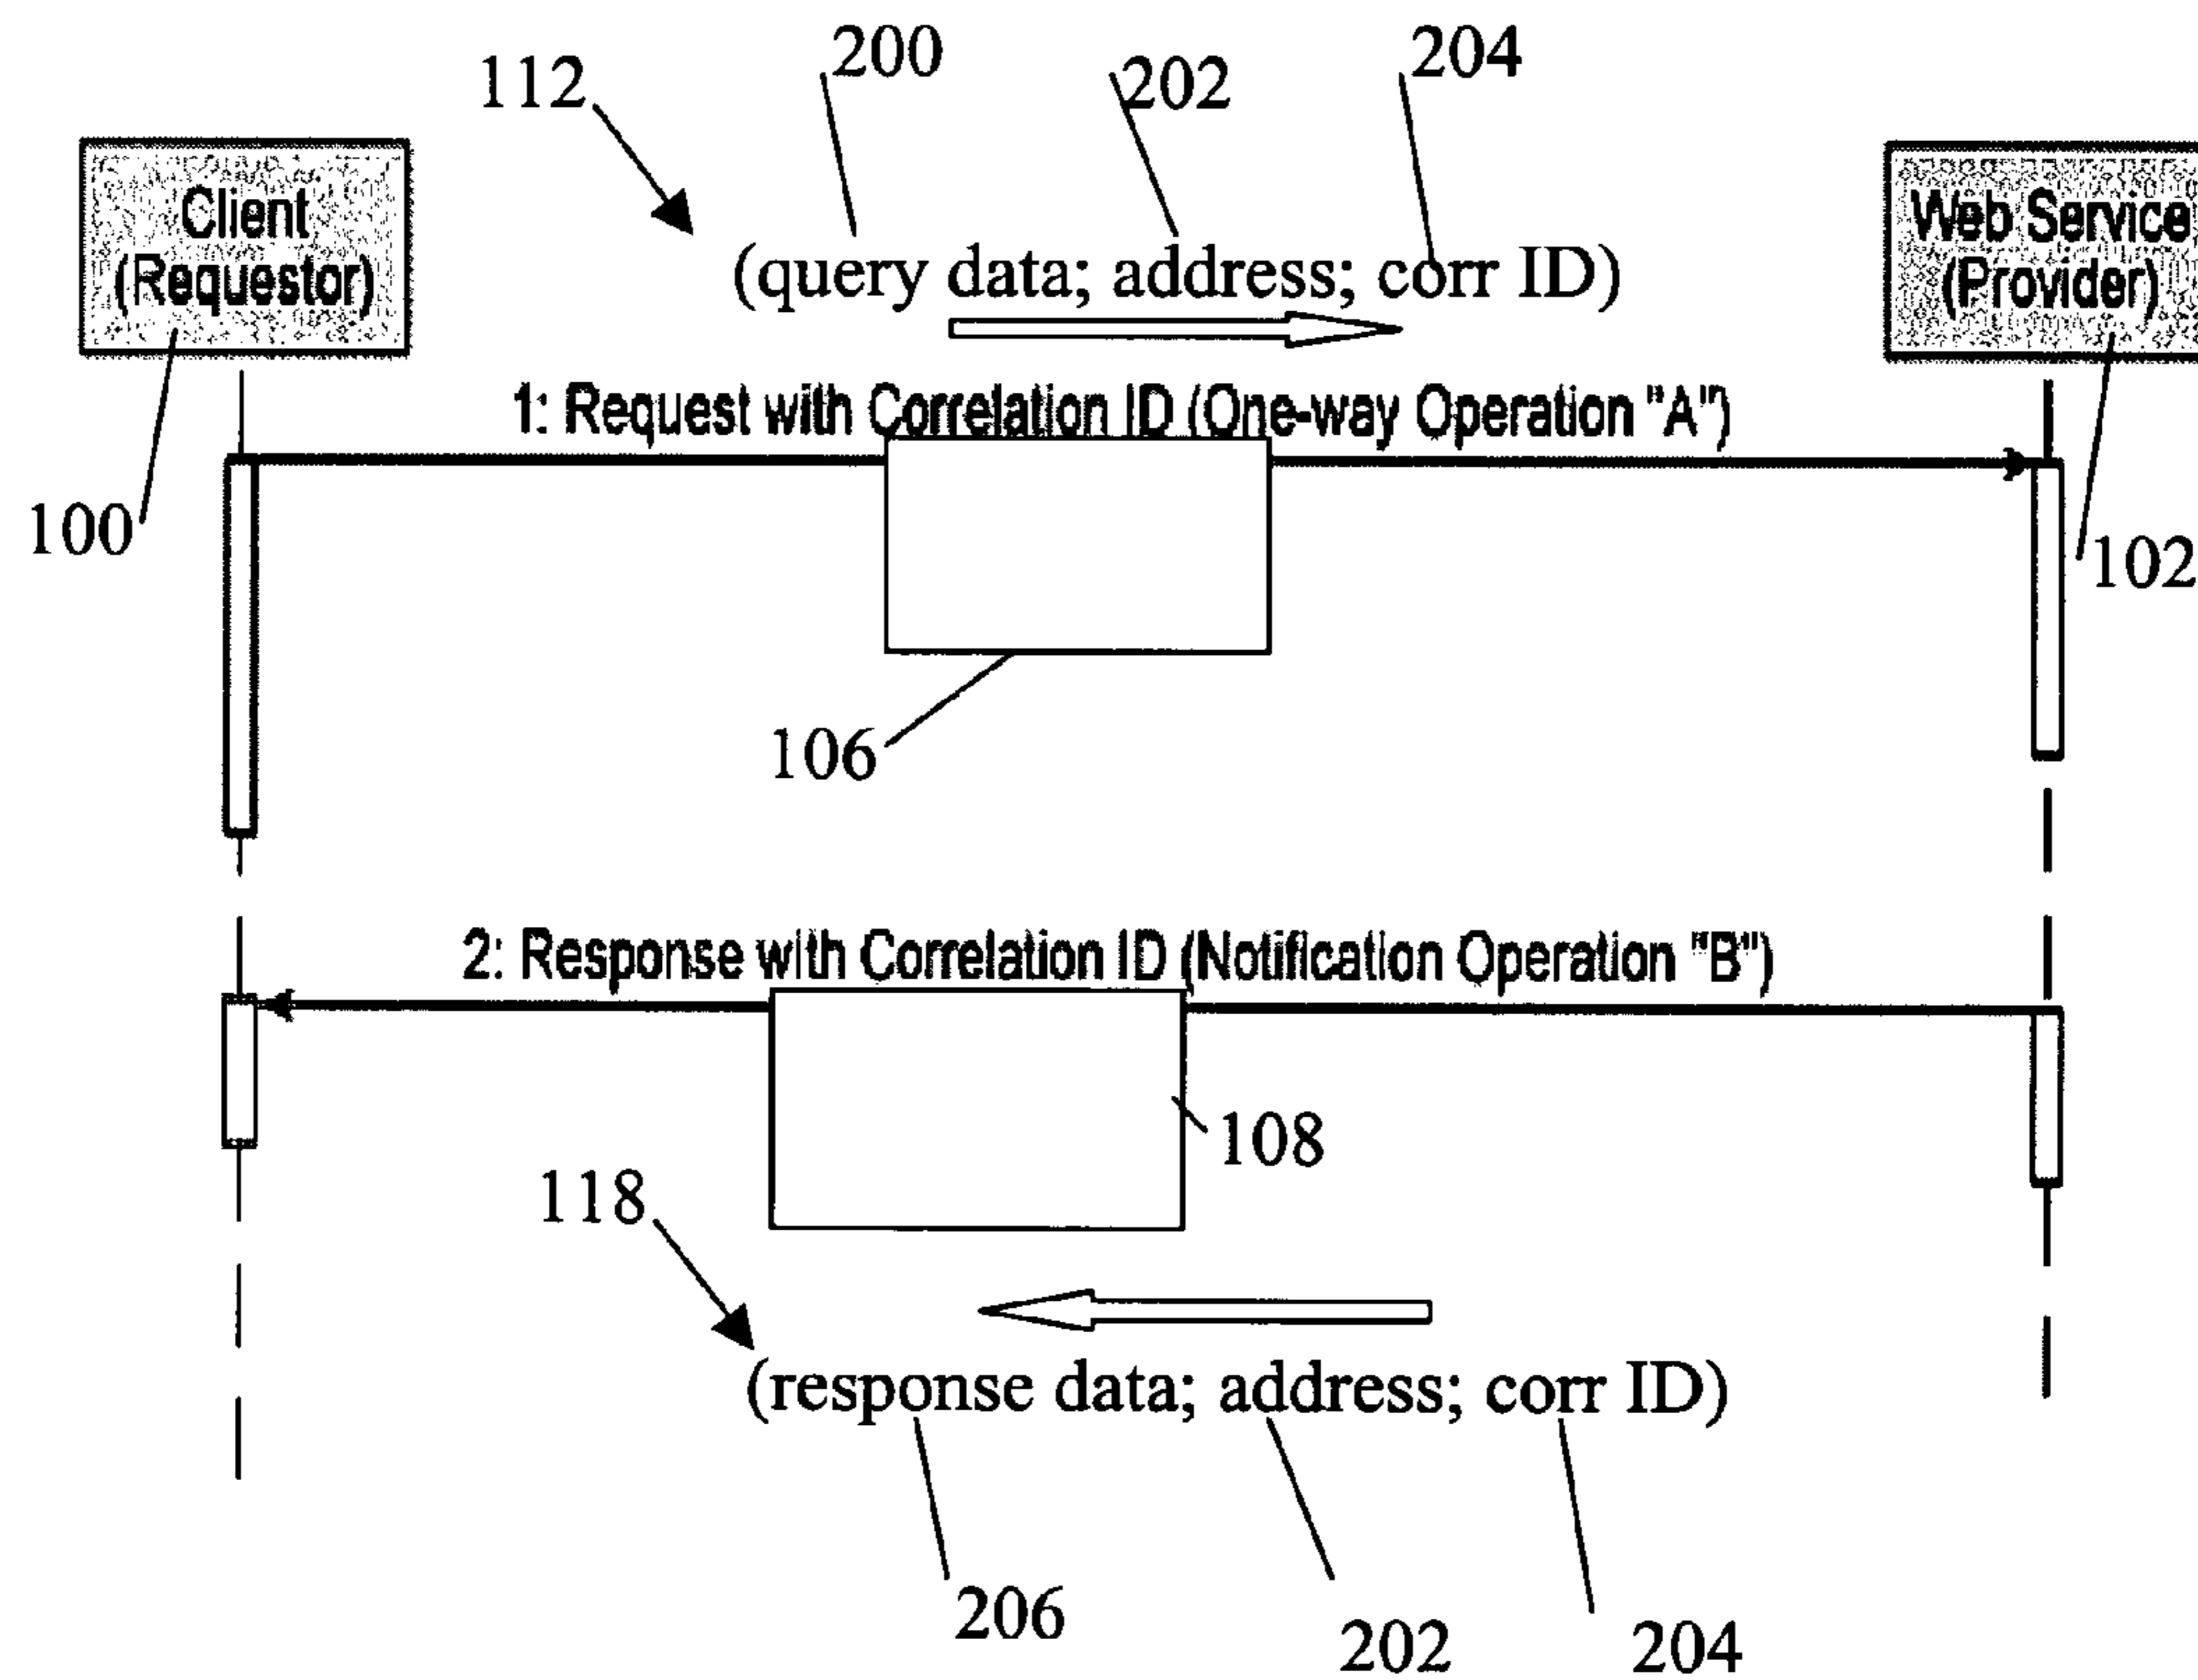 200
202
204
112
Client
(Requestor)
Web Service
(Provider)
(query data; address; corr ID)
1: Request with Correlation ID (One-way Operation "A")
100
102
106
2: Response with Correlation ID (Notification Operation "B")
108
118
(response data; address; corr ID)
206
202
204